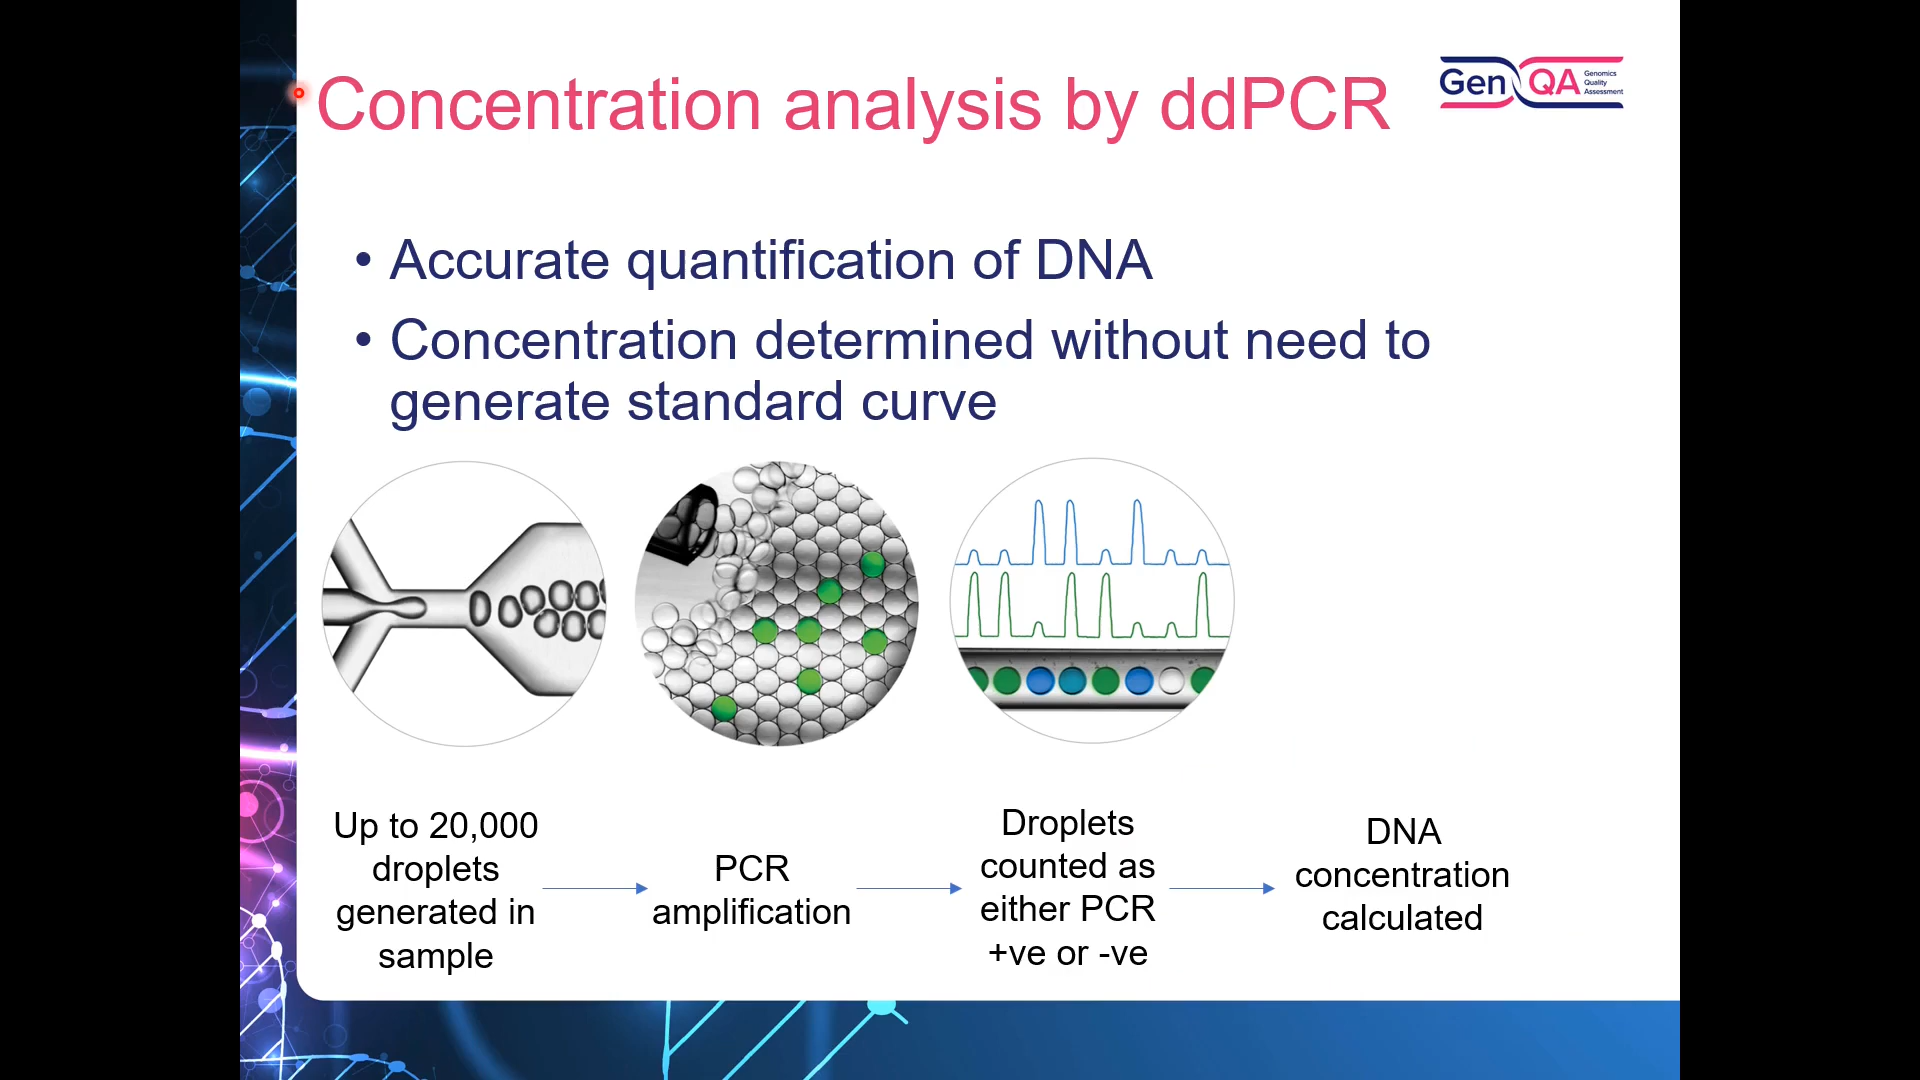 Concentration analysis by ddPCR
Gen QA
Genomics
Quality
Assessment
• Accurate quantification of DNA
• Concentration determined without need to
generate standard curve
Up to 20,000
droplets
generated in
sample
PCR
amplification
Droplets
counted as
either PCR
+ve or -ve
DNA
concentration
calculated